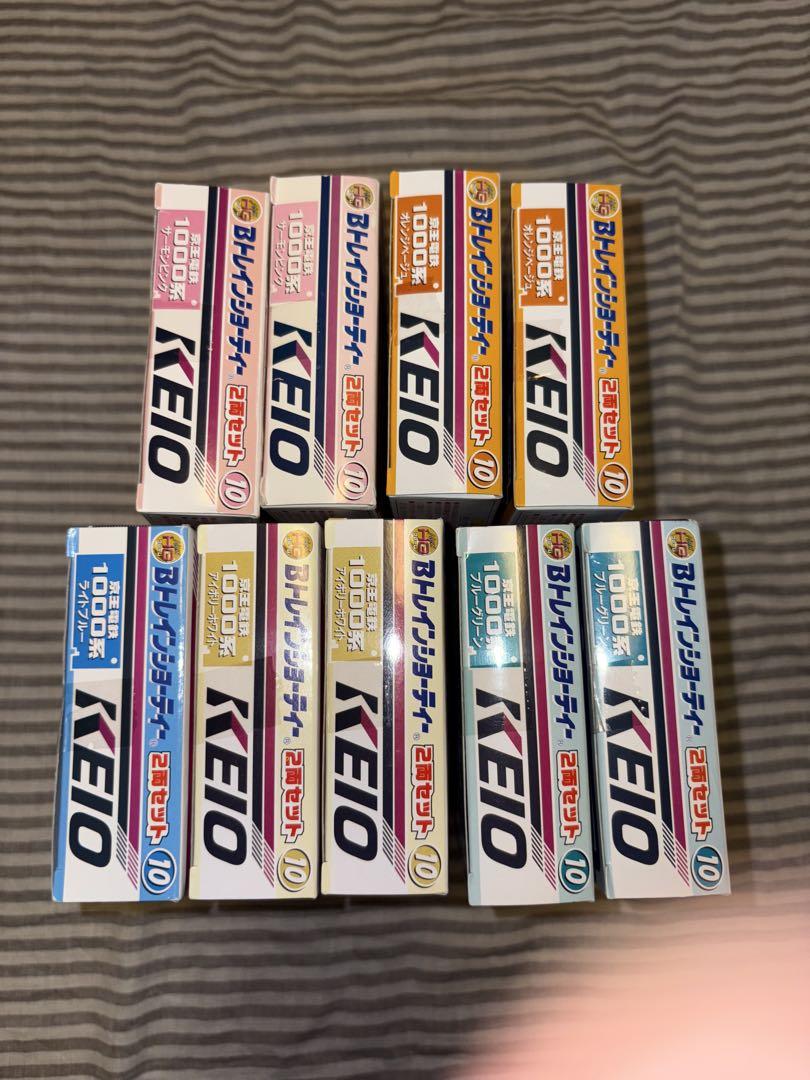 HG
Bトレインショーティー
2両セット
10
京王電鉄
1000系
サーモンピンク
KEIO
HG
Bトレインショーティー
2両セット
10
京王電鉄
1000系
サーモンピンク
KEIO
HG
Bトレインショーティー
2両セット
10
京王電鉄
1000系
オレンジベージュ
KEIO
HG
Bトレインショーティー
2両セット
10
京王電鉄
1000系
オレンジベージュ
KEIO
HG
Bトレインショーティー
2両セット
10
京王電鉄
1000系
ライトブルー
KEIO
HG
Bトレインショーティー
2両セット
10
京王電鉄
1000系
アイボリーホワイト
KEIO
HG
Bトレインショーティー
2両セット
10
京王電鉄
1000系
アイボリーホワイト
KEIO
HG
Bトレインショーティー
2両セット
10
京王電鉄
1000系
ブルーグリーン
KEIO
HG
Bトレインショーティー
2両セット
10
京王電鉄
1000系
ブルーグリーン
KEIO